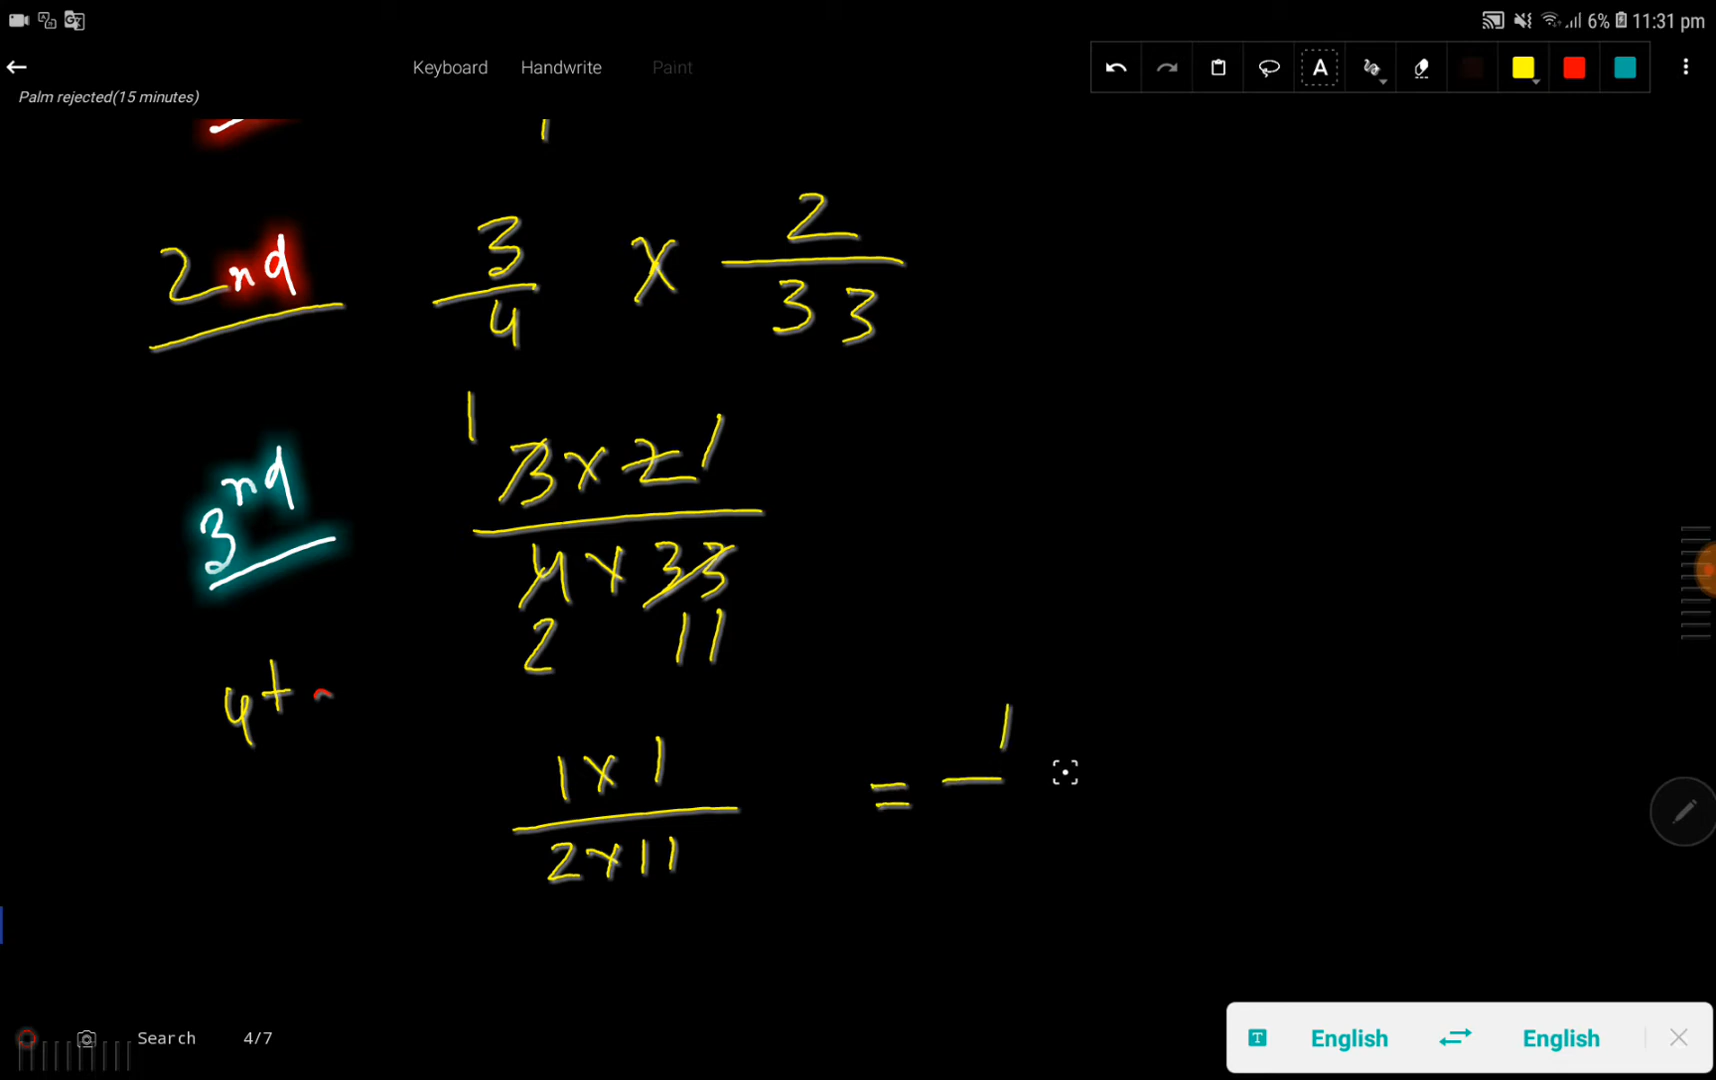 6% 11:31 pm
Keyboard Handwrite Paint A
Palm rejected(15 minutes)
2nd 3/4 x 2/33
3nd 1 3x2 1
4x33
2 11
4t
1x1 = 1
2x11
Search 4/7
T English English